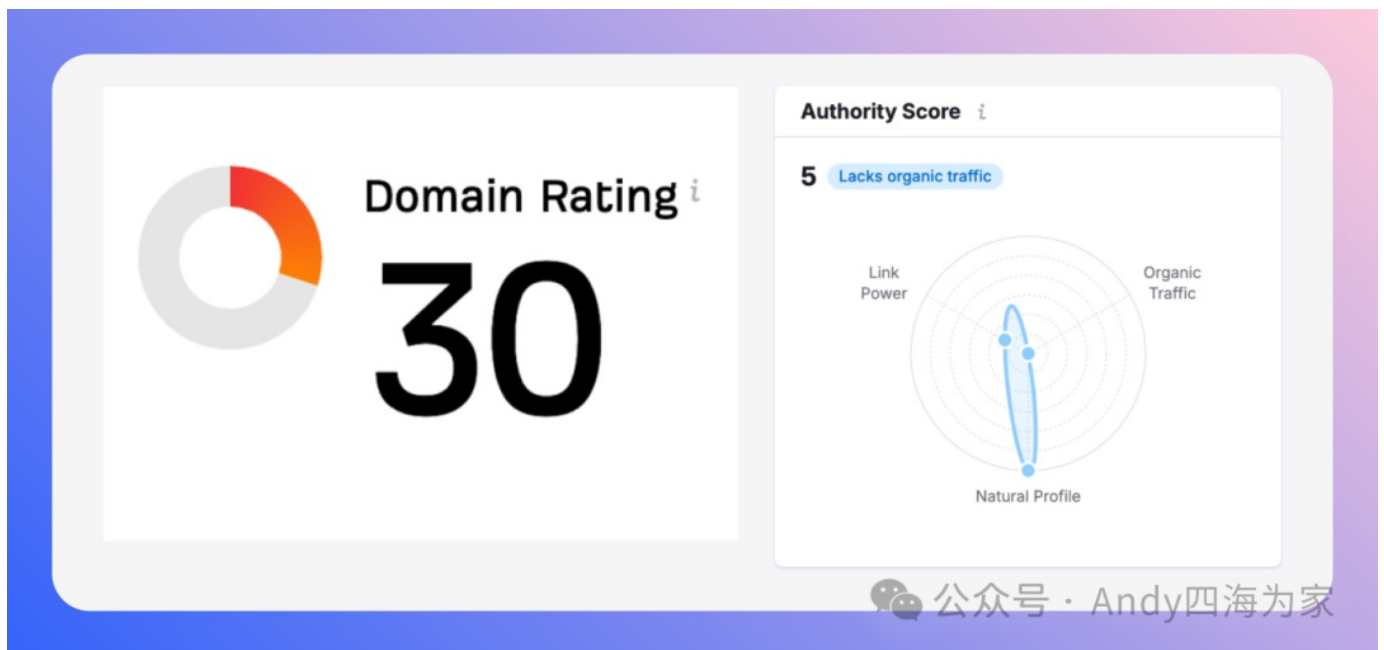 Domain Rating i
30
Authority Score i
5 Lacks organic traffic
Link
Power
Organic
Traffic
Natural Profile
公众号 · Andy四海为家